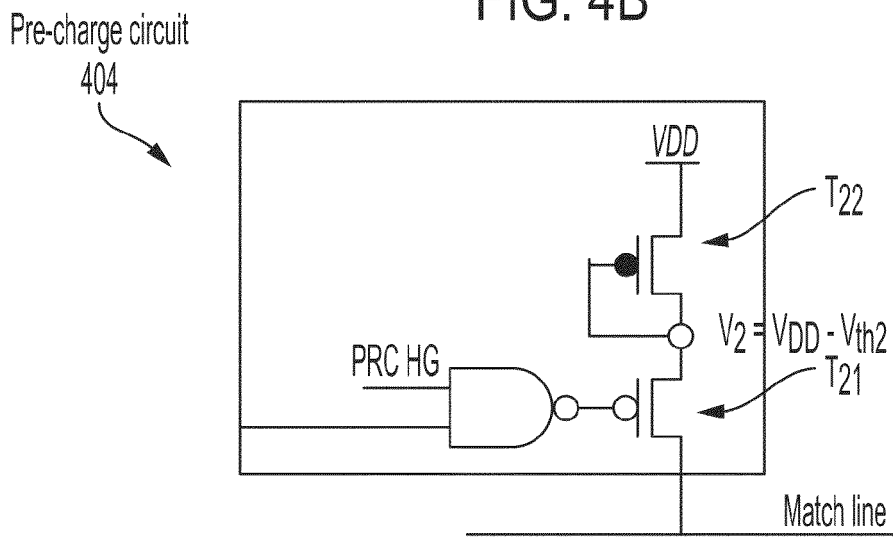 FIG. 4B
Pre-charge circuit
404
VDD
T22
V2 = VDD - Vth2
PRC HG
T21
Match line